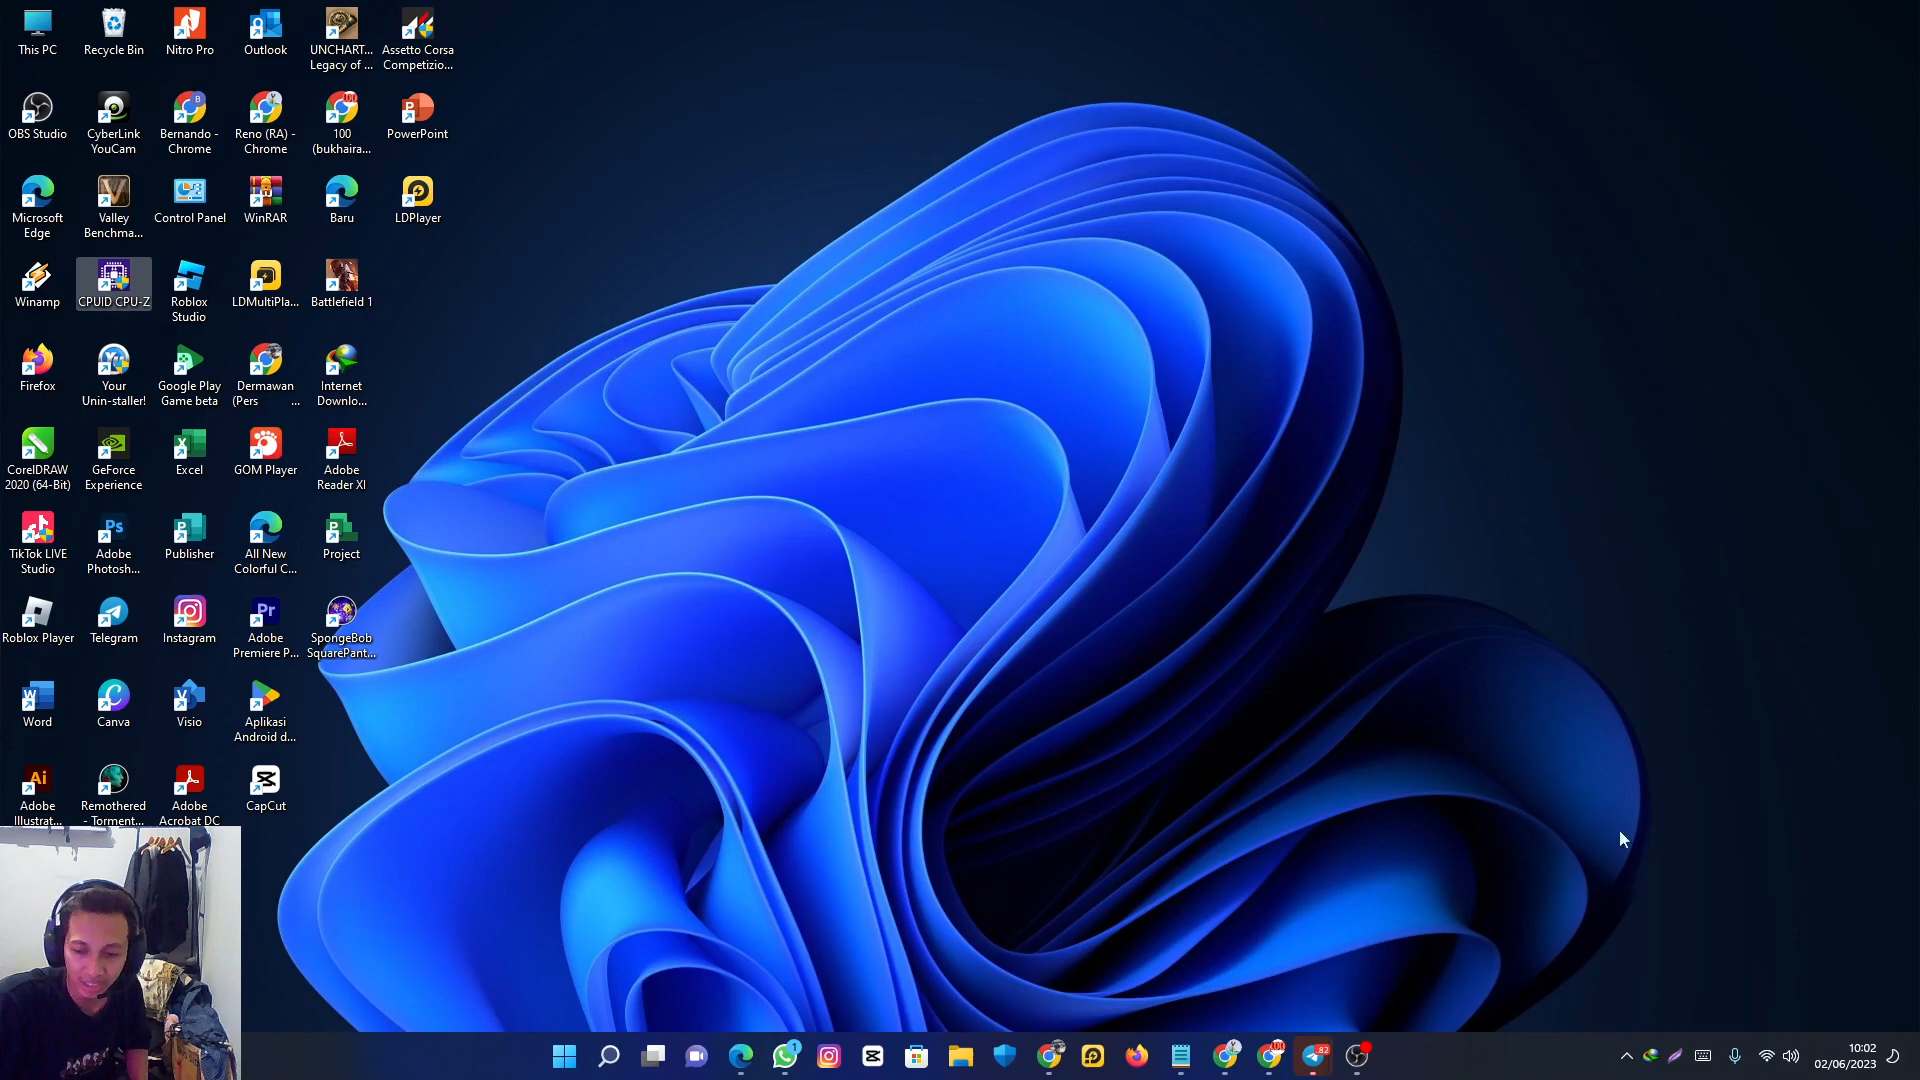 This PC
Recycle Bin
Nitro Pro
Outlook
UNCHART...
Legacy of ...
Assetto Corsa
Competizio...
OBS Studio
CyberLink
YouCam
Bernando -
Chrome
Reno (RA) -
Chrome
100
(bukhaira...
PowerPoint
Microsoft
Edge
Valley
Benchma...
Control Panel
WinRAR
Baru
LDPlayer
Winamp
CPUID CPU-Z
Roblox
Studio
LDMultiPla...
Battlefield 1
Firefox
Your
Unin-staller!
Google Play
Game beta
Dermawan
(Pers ...
Internet
Downlo...
CorelDRAW
2020 (64-Bit)
GeForce
Experience
Excel
GOM Player
Adobe
Reader XI
TikTok LIVE
Studio
Adobe
Photosh...
Publisher
All New
Colorful C...
Project
Roblox Player
Telegram
Instagram
Adobe
Premiere P...
SpongeBob
SquarePant...
Word
Canva
Visio
Aplikasi
Android d...
Adobe
Illustrat...
Remothered
- Torment...
Adobe
Acrobat DC
CapCut
10:02
02/06/2023